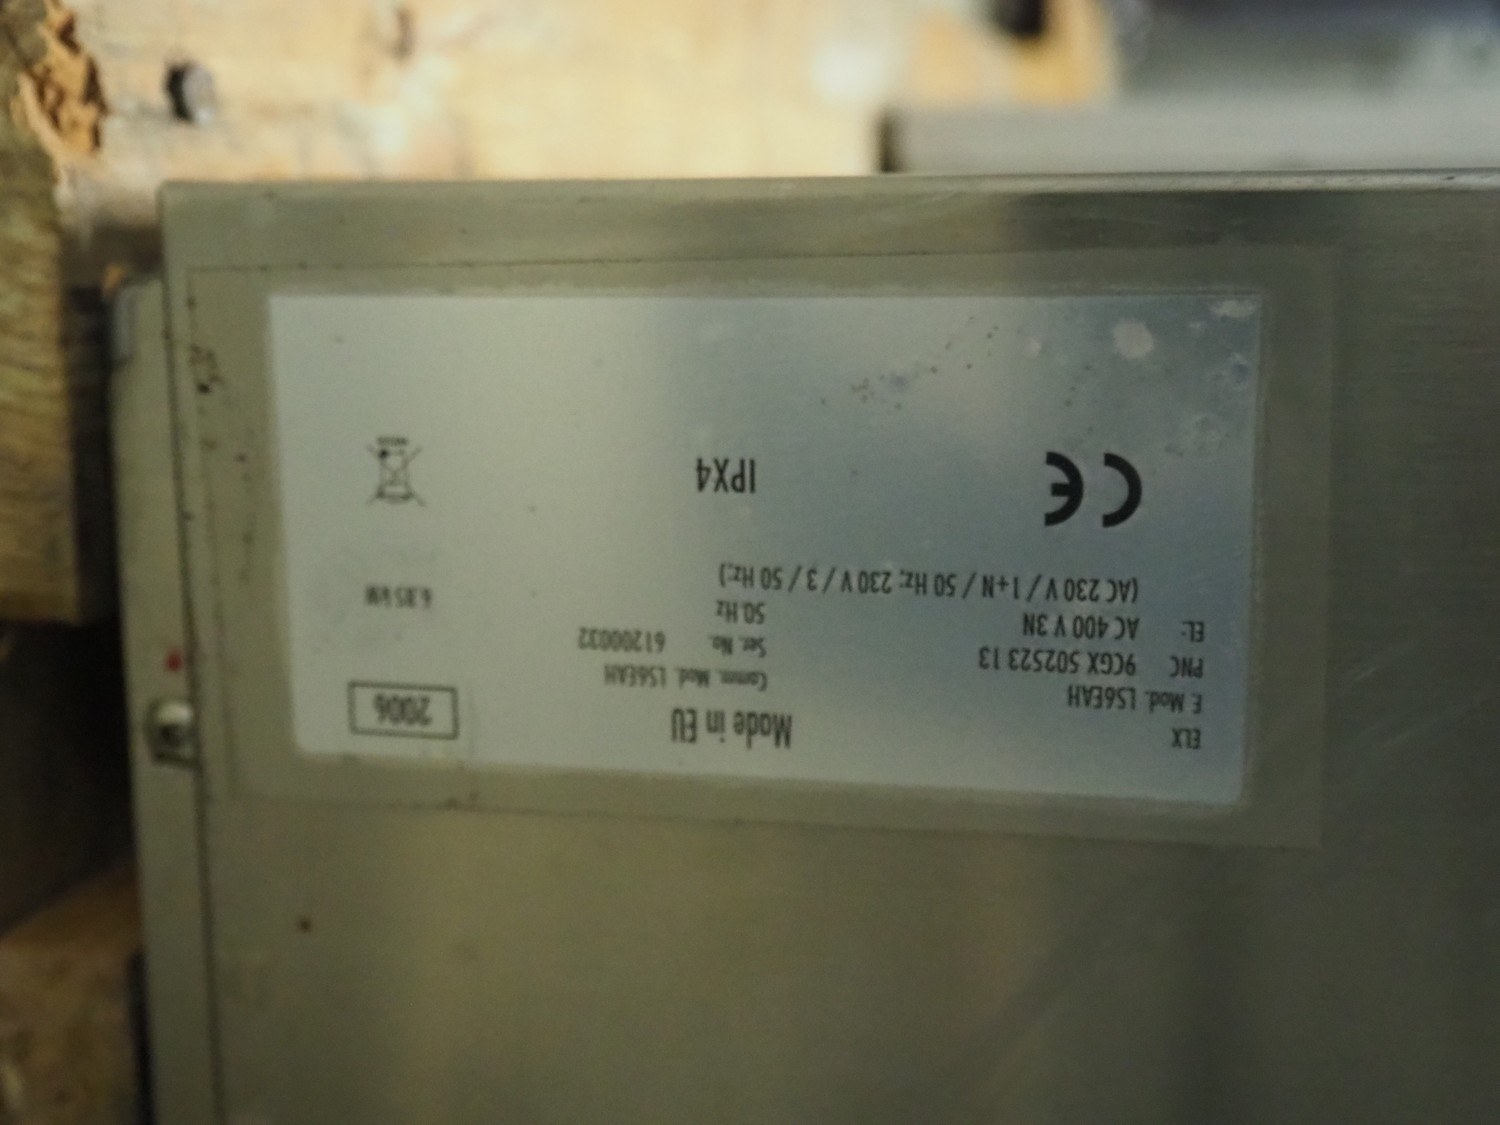 ELX
Made in EU
2006
F. Mod. LS6EAH
Comm. Mod. LS6EAH
PNC 9CGX 502523 13
Ser. No. 61200032
EL: AC 400 V 3N
50 Hz
6.85 kW
(AC 230 V / 1+N / 50 Hz; 230 V / 3 / 50 Hz;)
CE
IPX4